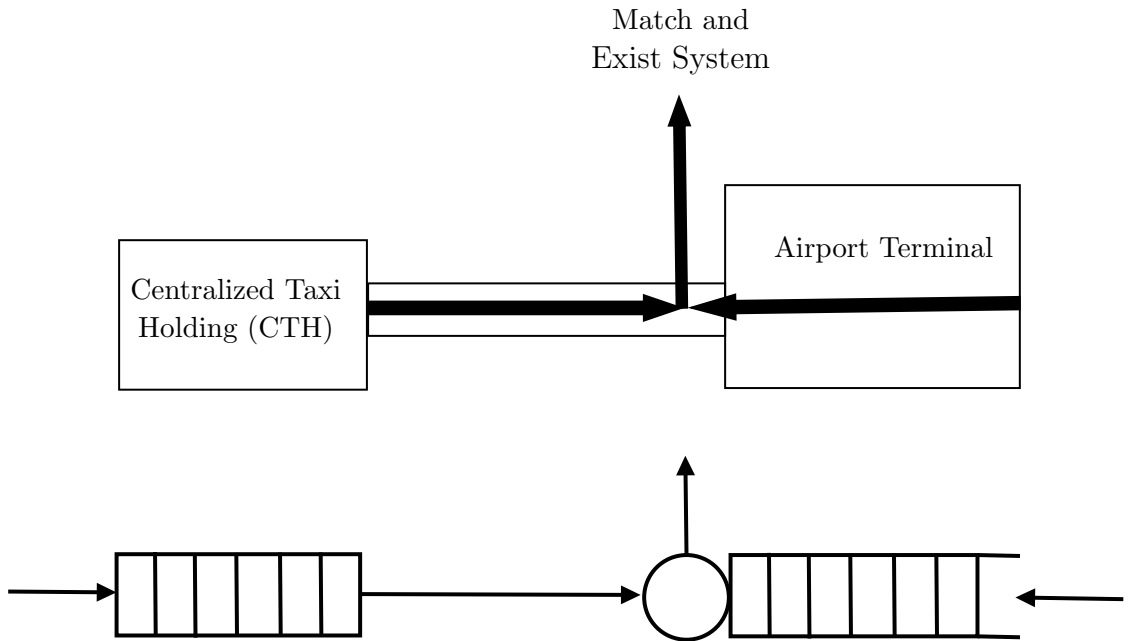 Match and
Exist System
Airport Terminal
Centralized Taxi
Holding (CTH)